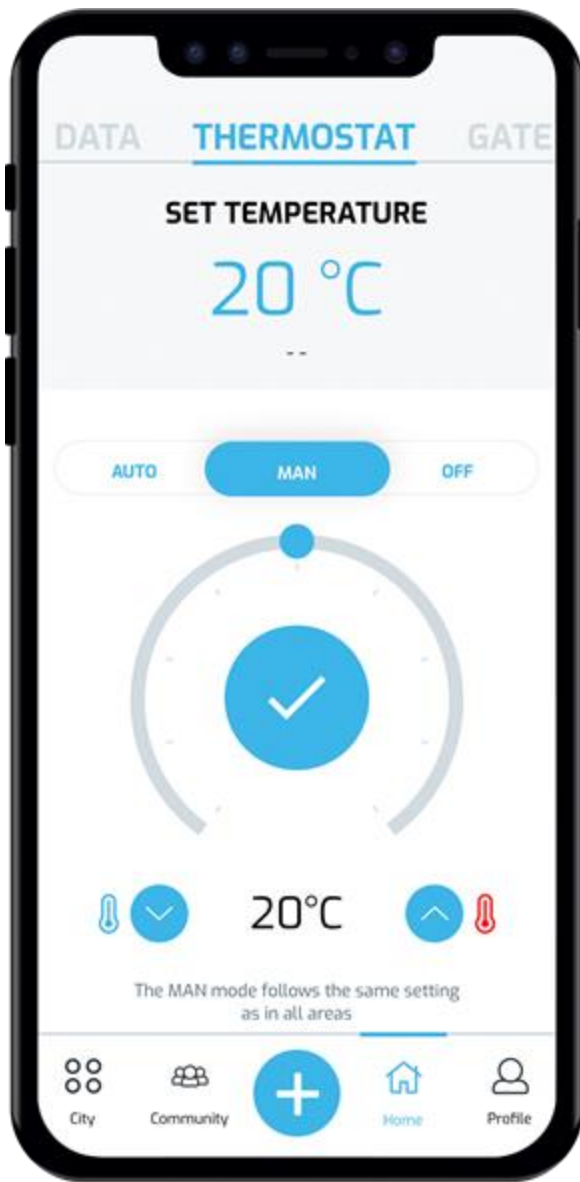 DATA THERMOSTAT GATE
SET TEMPERATURE
20 °C
--
AUTO MAN OFF
20°C
The MAN mode follows the same setting
as in all areas
City Community Home Profile